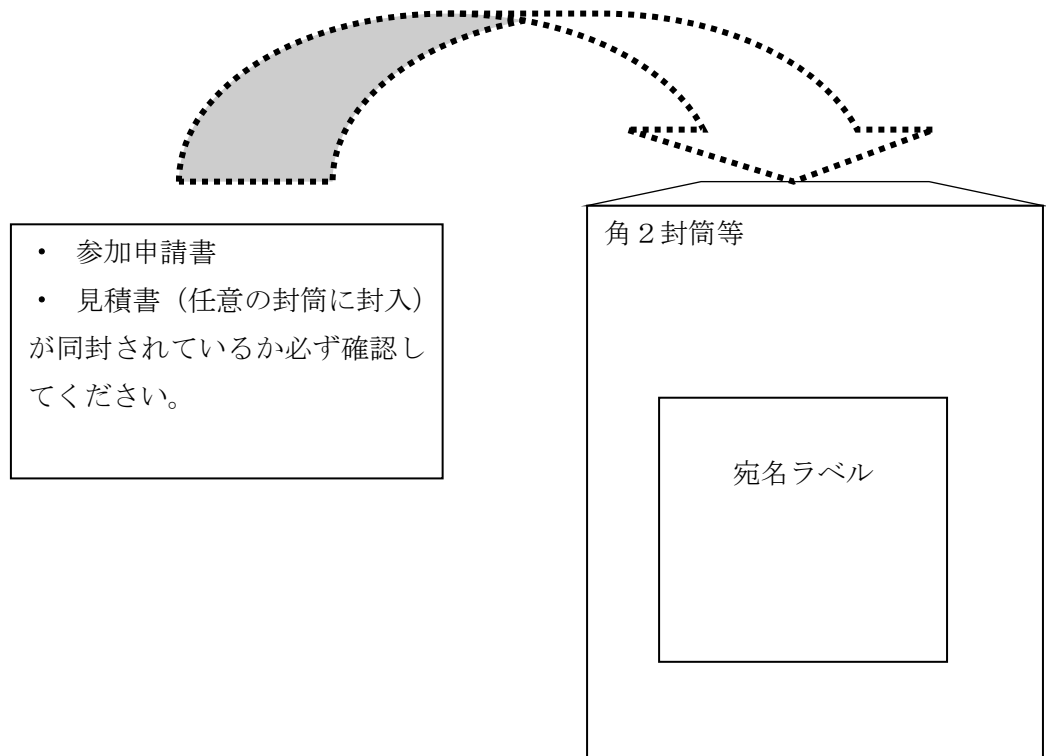 ・　参加申請書
・　見積書（任意の封筒に封入）
が同封されているか必ず確認し
てください。
角２封筒等
宛名ラベル